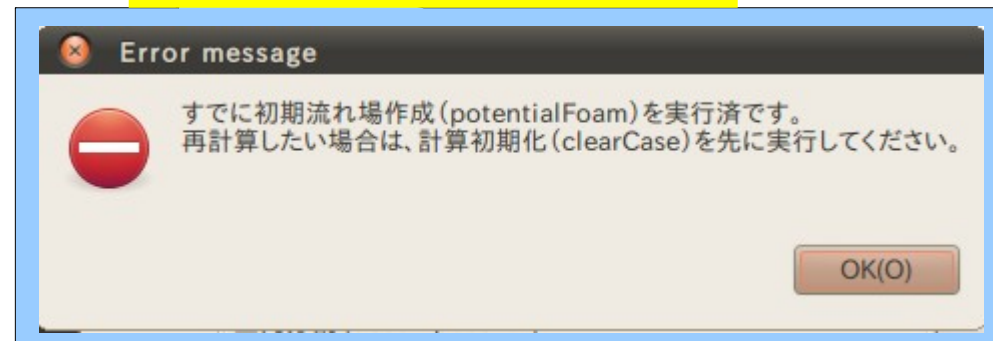 Error message
すでに初期流れ場作成(potentialFoam)を実行済です。
再計算したい場合は、計算初期化(clearCase)を先に実行してください。
OK(O)